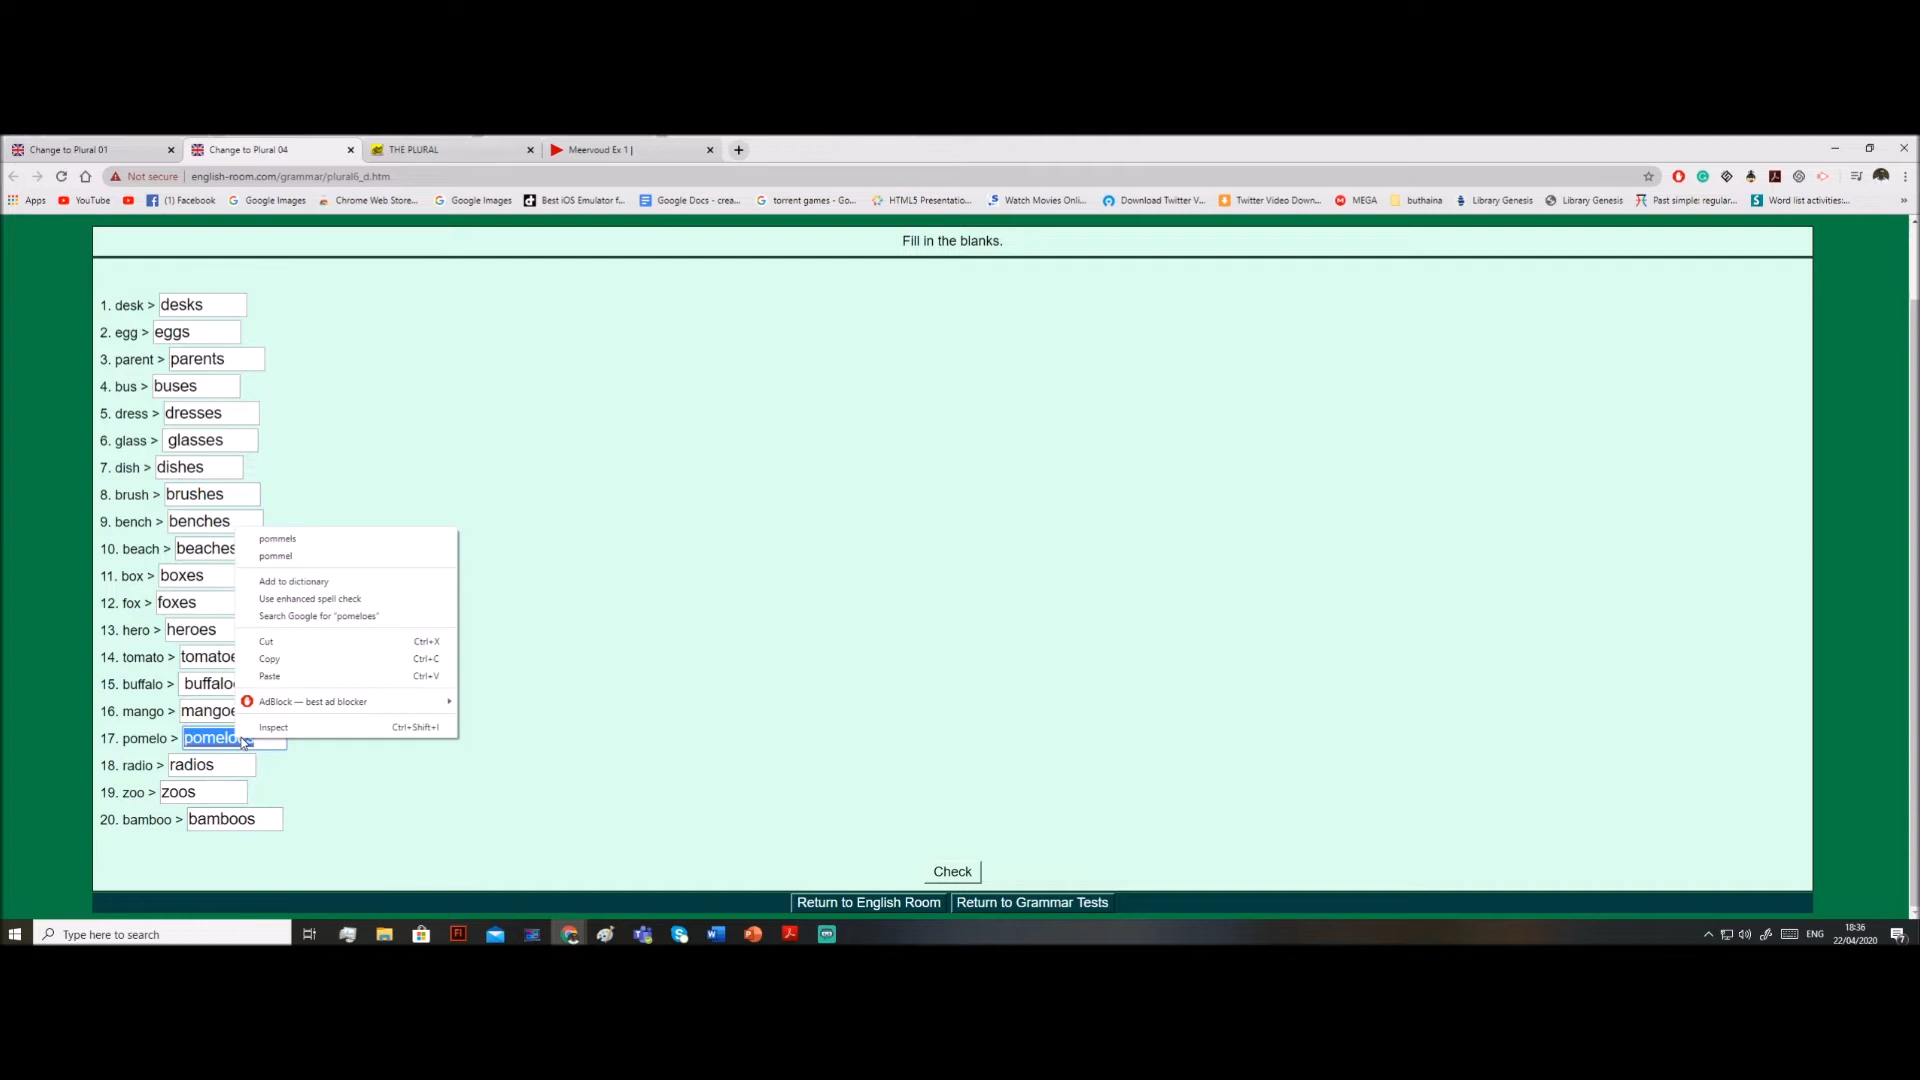 Change to Plural 01
Change to Plural 04
THE PLURAL
Meervoud Ex 1 |
Not secure | english-room.com/grammar/plural6_d.htm
Apps
YouTube
(1) Facebook
Google Images
Chrome Web Store...
Google Images
Best iOS Emulator f...
Google Docs - crea...
torrent games - Go...
HTML5 Presentatio...
Watch Movies Onli...
Download Twitter V...
Twitter Video Down...
MEGA
buthaina
Library Genesis
Library Genesis
Past simple: regular...
Word list activities:...
»
Fill in the blanks.
1. desk > desks
2. egg > eggs
3. parent > parents
4. bus > buses
5. dress > dresses
6. glass > glasses
7. dish > dishes
8. brush > brushes
9. bench > benches
10. beach > beaches
11. box > boxes
12. fox > foxes
13. hero > heroes
14. tomato > tomatoe
15. buffalo > buffalo
16. mango > mangoe
17. pomelo > pomelo
18. radio > radios
19. zoo > zoos
20. bamboo > bamboos
pommels
pommel
Add to dictionary
Use enhanced spell check
Search Google for "pomeloes"
Cut Ctrl+X
Copy Ctrl+C
Paste Ctrl+V
AdBlock — best ad blocker
Inspect Ctrl+Shift+I
Check
Return to English Room
Return to Grammar Tests
Type here to search
ENG
18:36
22/04/2020